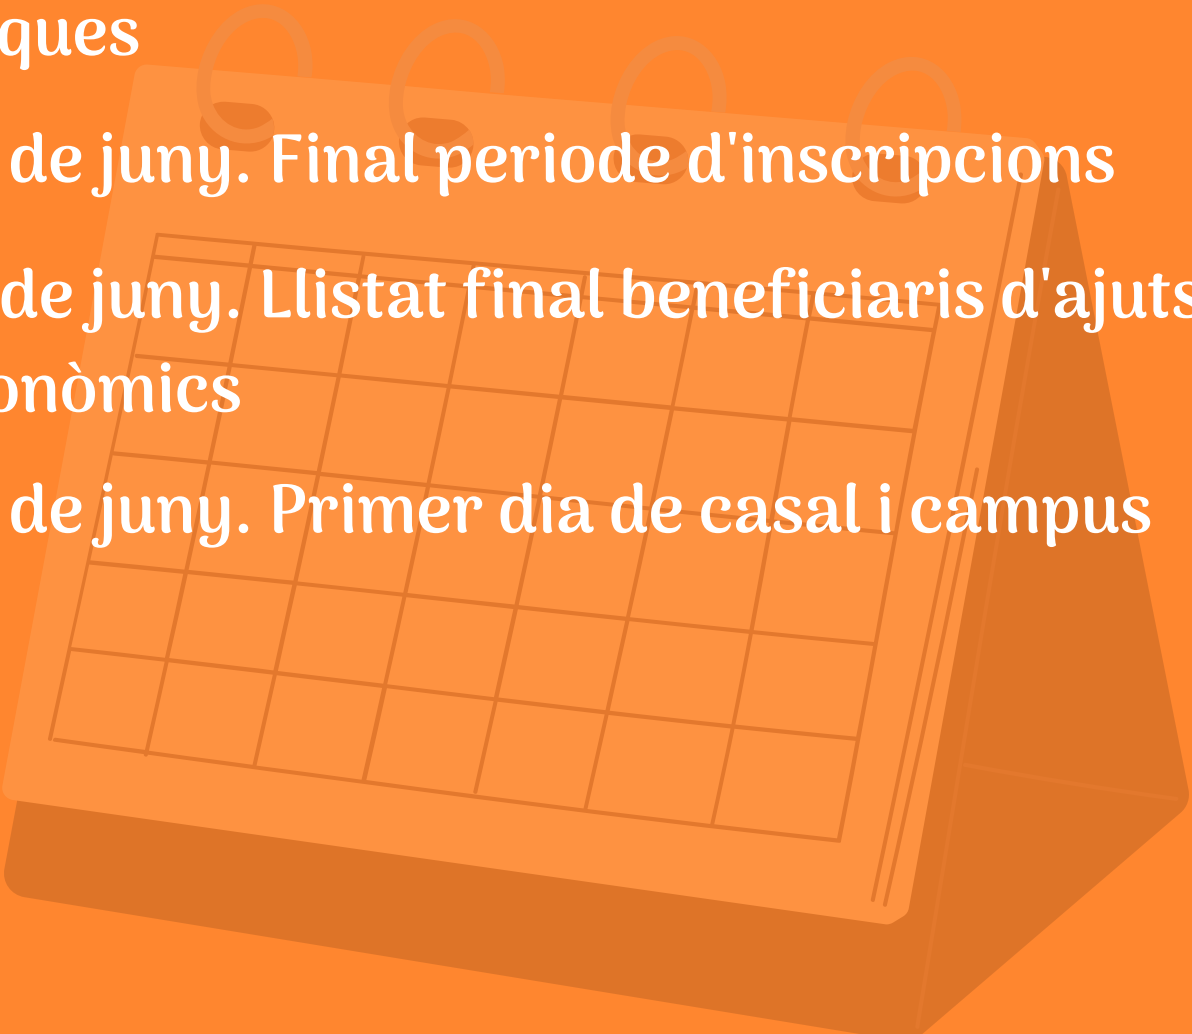 ques
de juny. Final periode d'inscripcions
de juny. Llistat final beneficiaris d'ajuts
onòmics
de juny. Primer dia de casal i campus